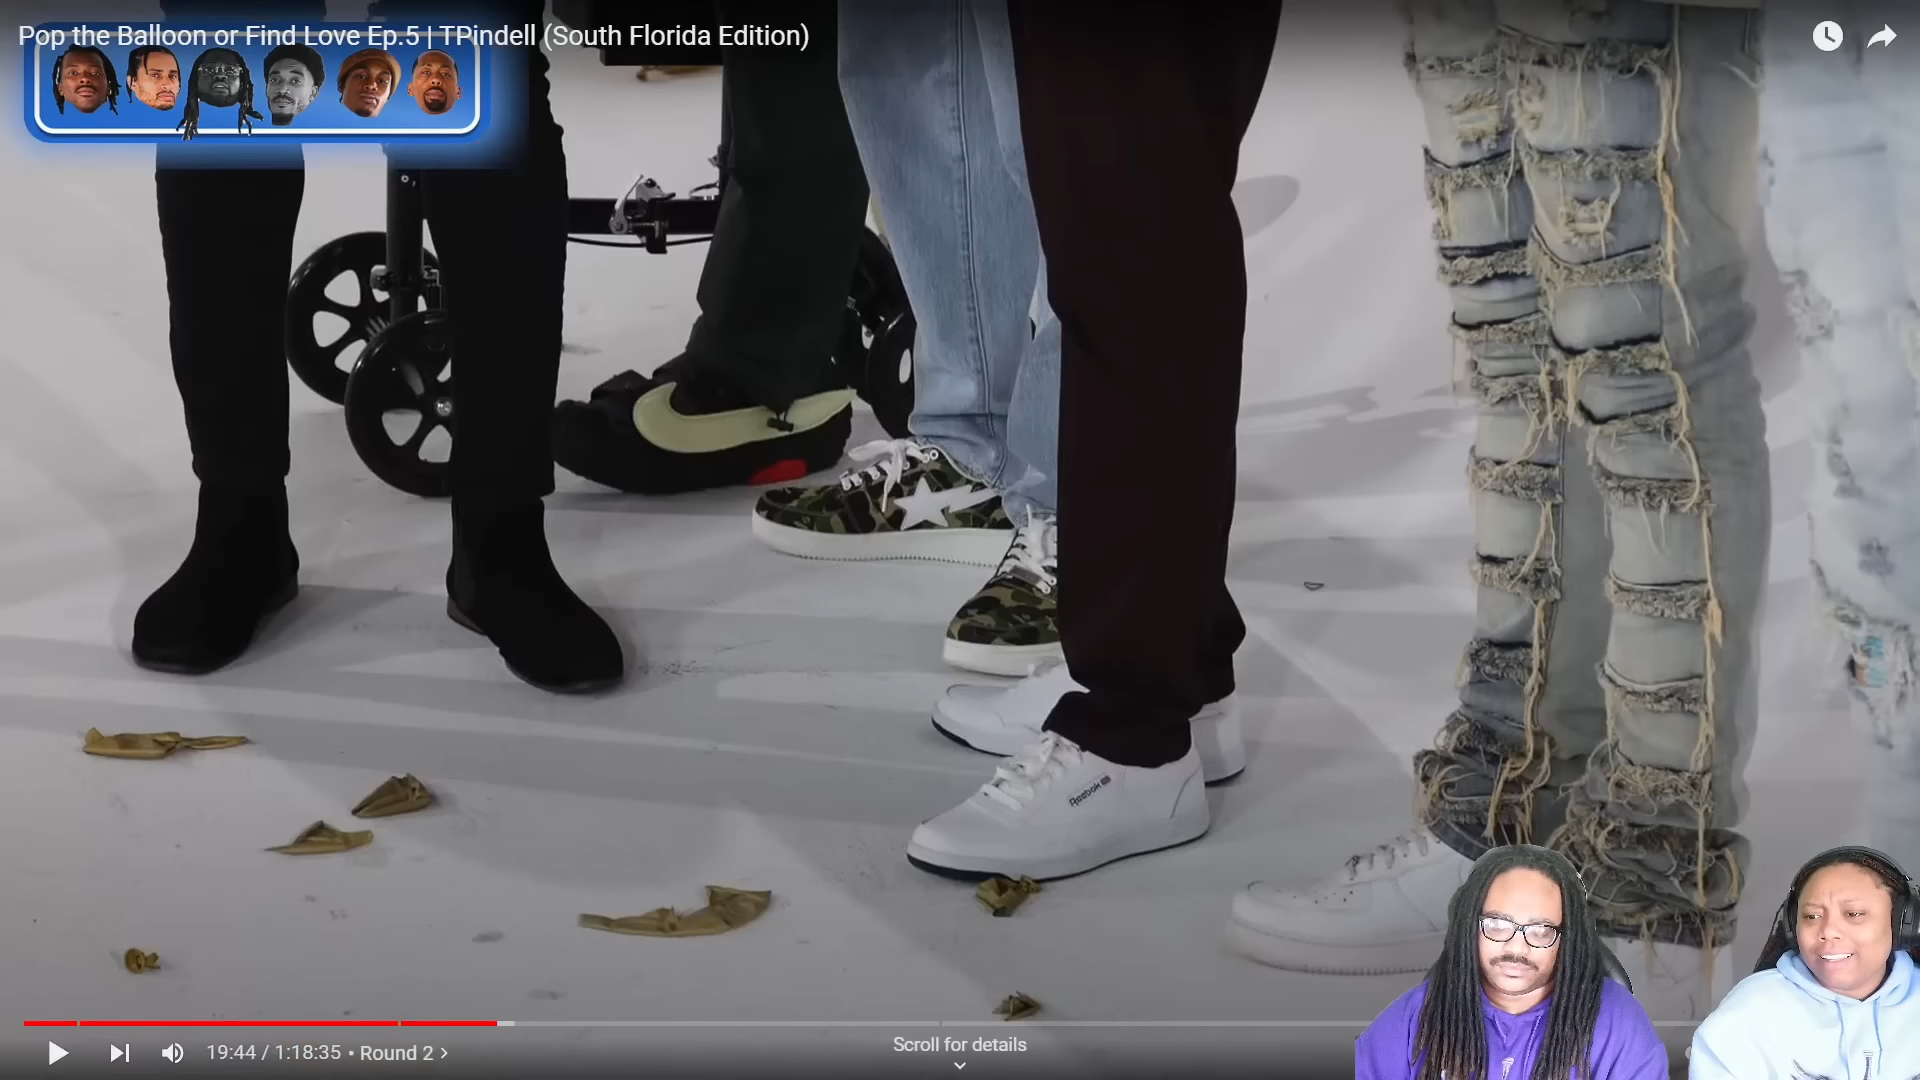 Pop the Balloon or Find Love Ep.5 | TPindell (South Florida Edition)
Reebok
19:44 / 1:18:35 • Round 2 >
Scroll for details